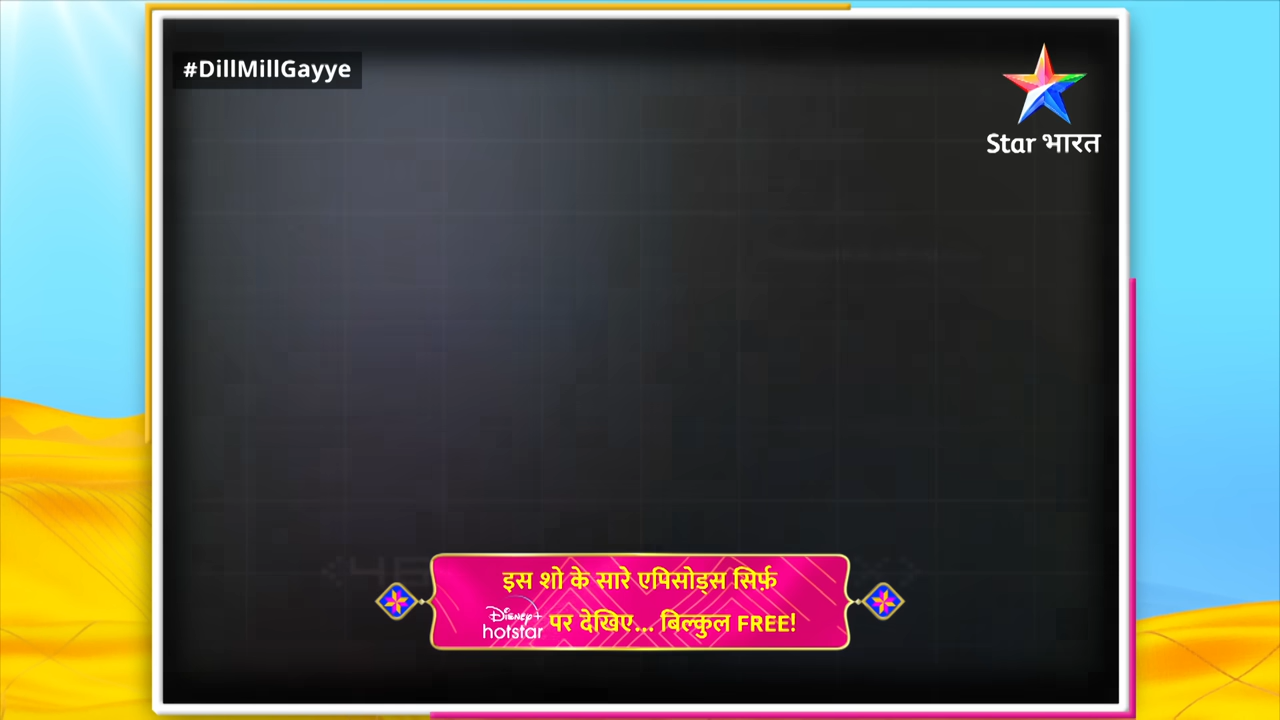 #DillMillGayye
Star भारत
इस शो के सारे एपिसोड्स सिर्फ़
Disney+ hotstar पर देखिए... बिल्कुल FREE!